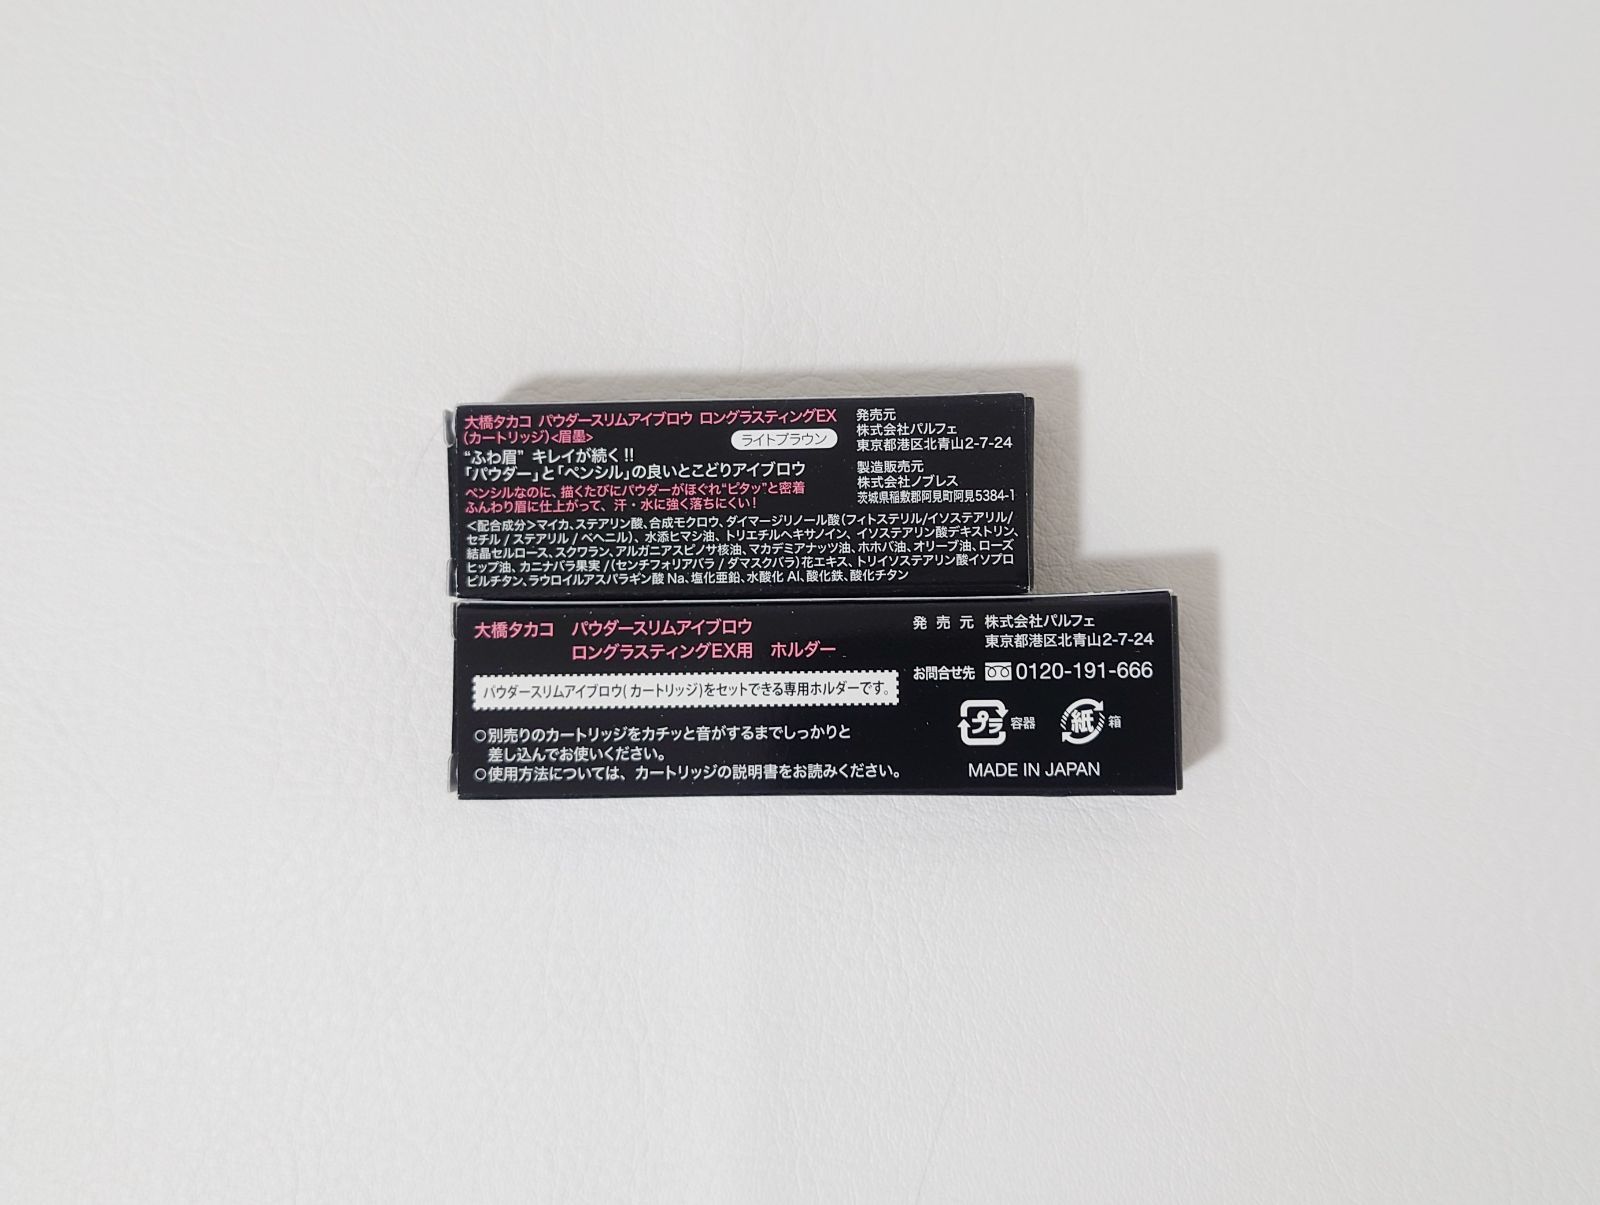 大橋タカコ パウダースリムアイブロウ ロングラスティングEX
(カートリッジ)<眉墨>
ライトブラウン
"ふわ眉" キレイが続く!!
「パウダー」と「ペンシル」の良いとこどりアイブロウ
ペンシルなのに、描くたびにパウダーがほぐれ"ピタッ"と密着
ふんわり眉に仕上がって、汗・水に強く落ちにくい!
発売元
株式会社パルフェ
東京都港区北青山2-7-24
製造販売元
株式会社ノブレス
茨城県稲敷郡阿見町阿見5384-1
<配合成分>マイカ、ステアリン酸、合成モクロウ、ダイマージリノール酸(フィトステリル/イソステアリル/
セチル/ステアリル/ベヘニル)、水添ヒマシ油、トリエチルヘキサノイン、イソステアリン酸デキストリン、
結晶セルロース、スクワラン、アルガニアスピノサ核油、マカデミアナッツ油、ホホバ油、オリーブ油、ローズ
ヒップ油、カニナバラ果実/(センチフォリアバラ/ダマスクバラ)花エキス、トリイソステアリン酸イソプロ
ピルチタン、ラウロイルアスパラギン酸Na、塩化亜鉛、水酸化Al、酸化鉄、酸化チタン
大橋タカコ パウダースリムアイブロウ
ロングラスティングEX用 ホルダー
パウダースリムアイブロウ(カートリッジ)をセットできる専用ホルダーです。
○別売りのカートリッジをカチッと音がするまでしっかりと
差し込んでお使いください。
○使用方法については、カートリッジの説明書をお読みください。
発売元 株式会社パルフェ
東京都港区北青山2-7-24
お問合せ先 0120-191-666
プラ 容器 紙 箱
MADE IN JAPAN